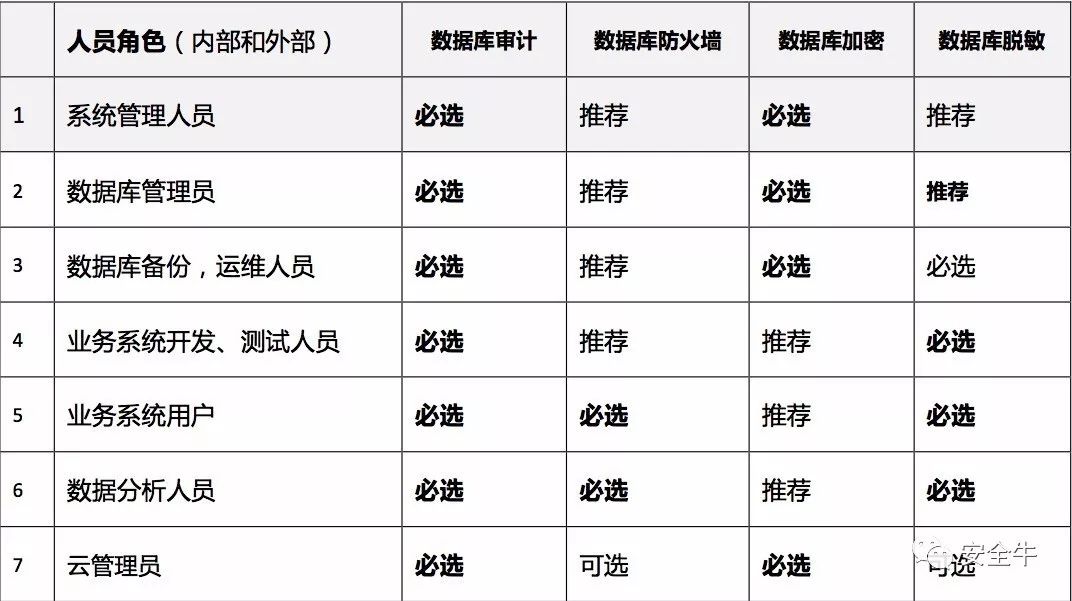 人员角色（内部和外部） 数据库审计 数据库防火墙 数据库加密 数据库脱敏
1 系统管理人员 必选 推荐 必选 推荐
2 数据库管理员 必选 推荐 必选 推荐
3 数据库备份，运维人员 必选 推荐 必选 必选
4 业务系统开发、测试人员 必选 推荐 推荐 必选
5 业务系统用户 必选 必选 推荐 必选
6 数据分析人员 必选 必选 推荐 必选
7 云管理员 必选 可选 必选 可选
安全牛